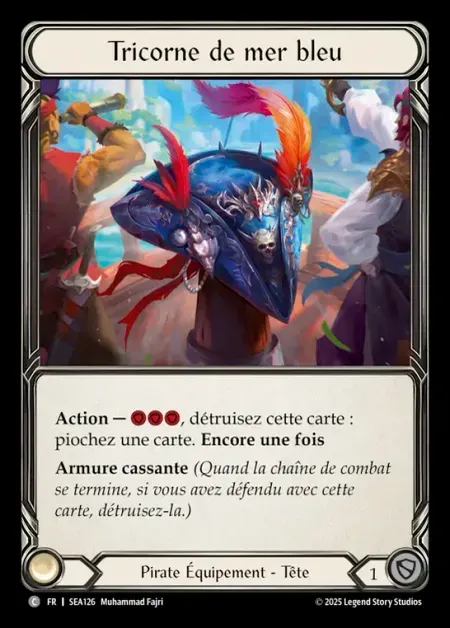 Tricorne de mer bleu
Action — , détruisez cette carte :
piochez une carte. Encore une fois
Armure cassante (Quand la chaîne de combat
se termine, si vous avez défendu avec cette
carte, détruisez-la.)
Pirate Équipement - Tête
1
C FR | SEA126 Muhammad Fajri
© 2025 Legend Story Studios